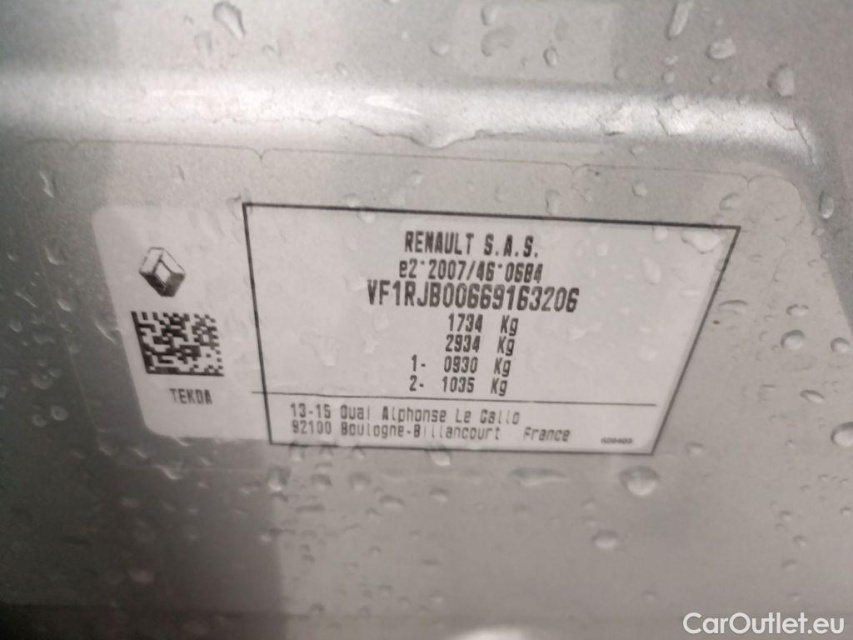 RENAULT S.A.S.
e2*2007/46*0684
VF1RJB00669163206
1734 Kg
2934 Kg
1- 0930 Kg
2- 1035 Kg
TEKDA
13-15 Quai Alphonse Le Gallo
92100 Boulogne-Billancourt France
CarOutlet.eu